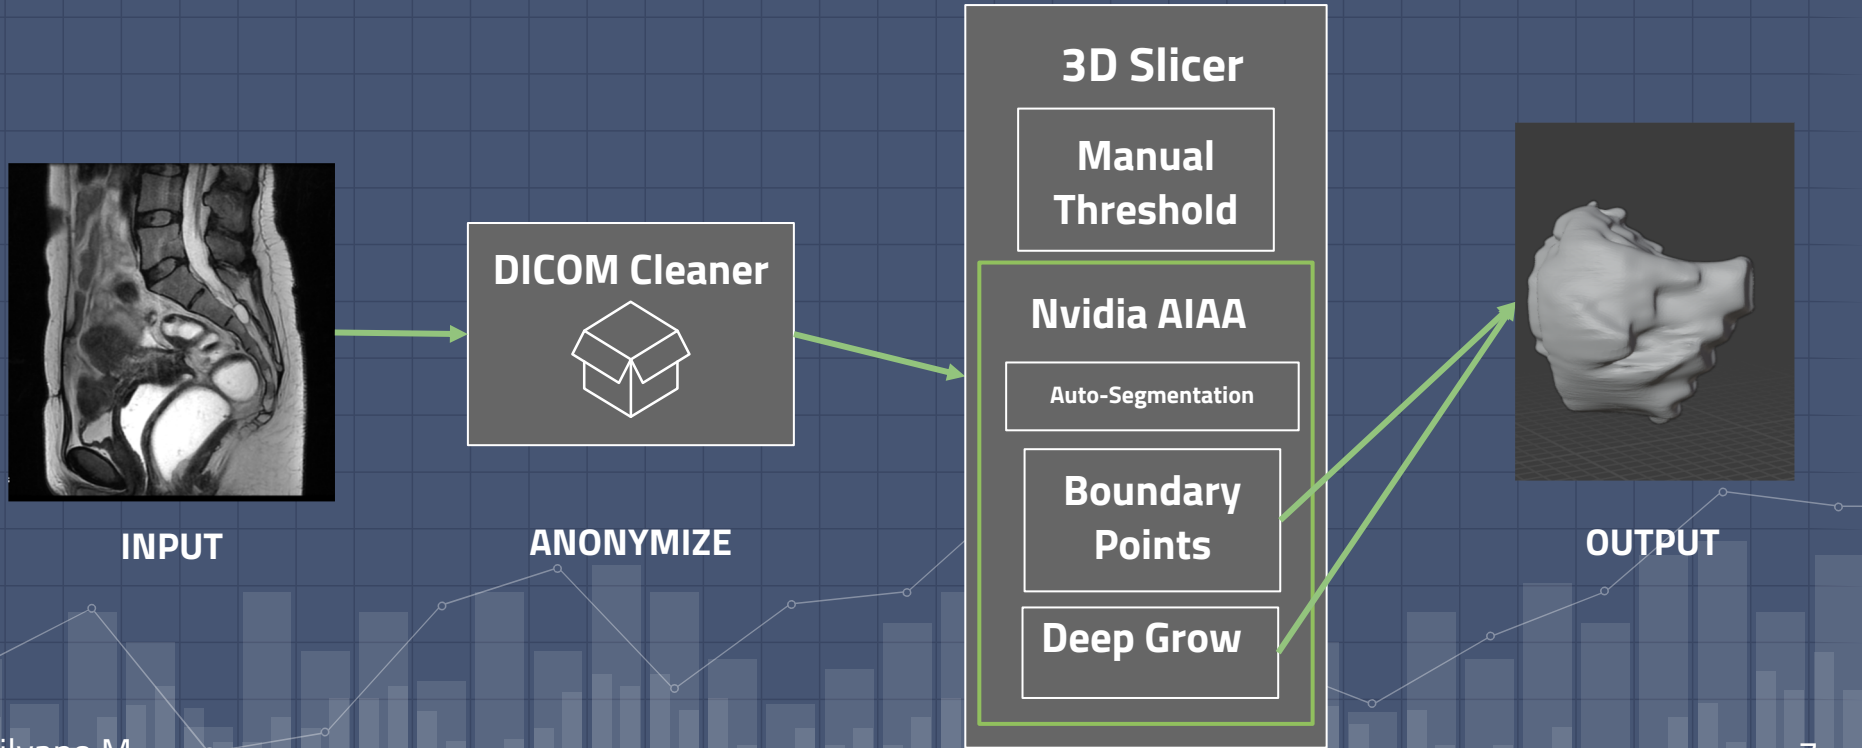 3D Slicer
Manual
Threshold
DICOM Cleaner
Nvidia AIAA
Auto-Segmentation
Boundary
Points
Deep Grow
INPUT
ANONYMIZE
OUTPUT